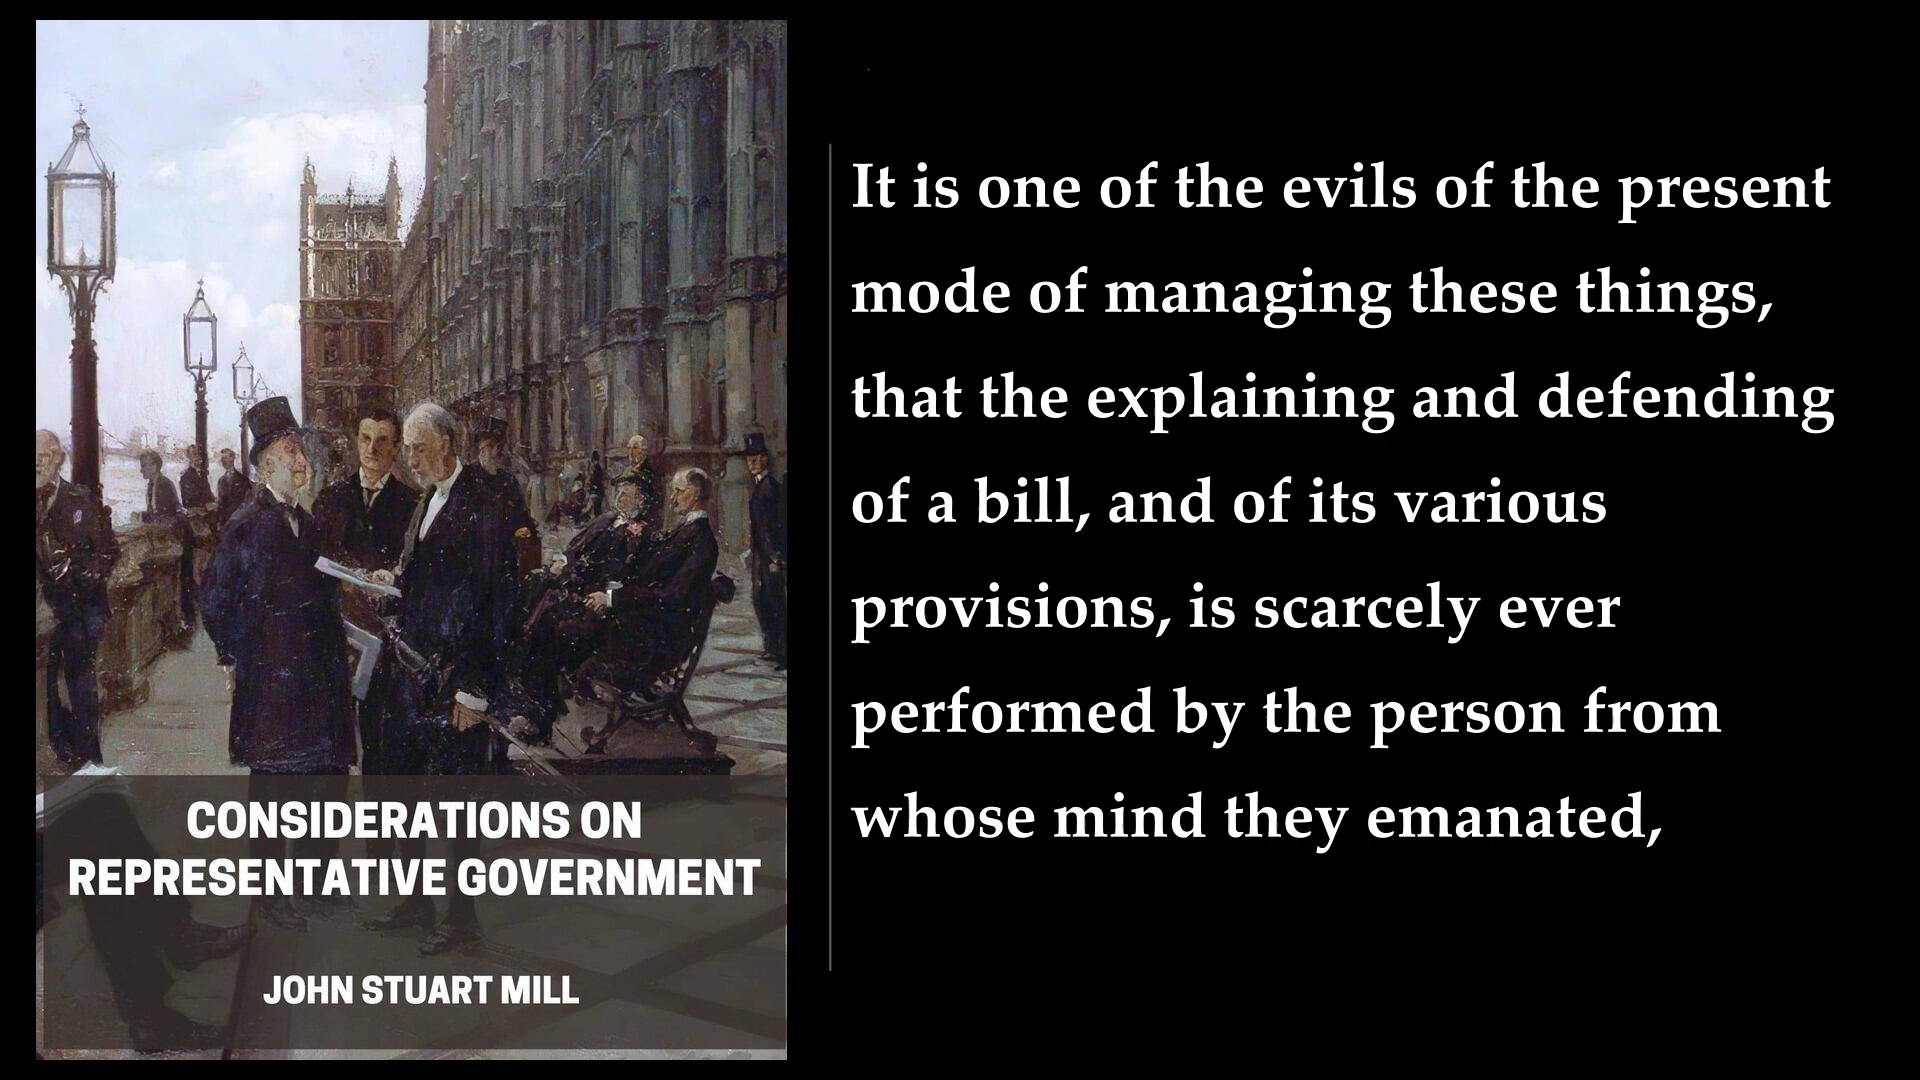 It is one of the evils of the present
mode of managing these things,
that the explaining and defending
of a bill, and of its various
provisions, is scarcely ever
performed by the person from
whose mind they emanated,
CONSIDERATIONS ON
REPRESENTATIVE GOVERNMENT
JOHN STUART MILL